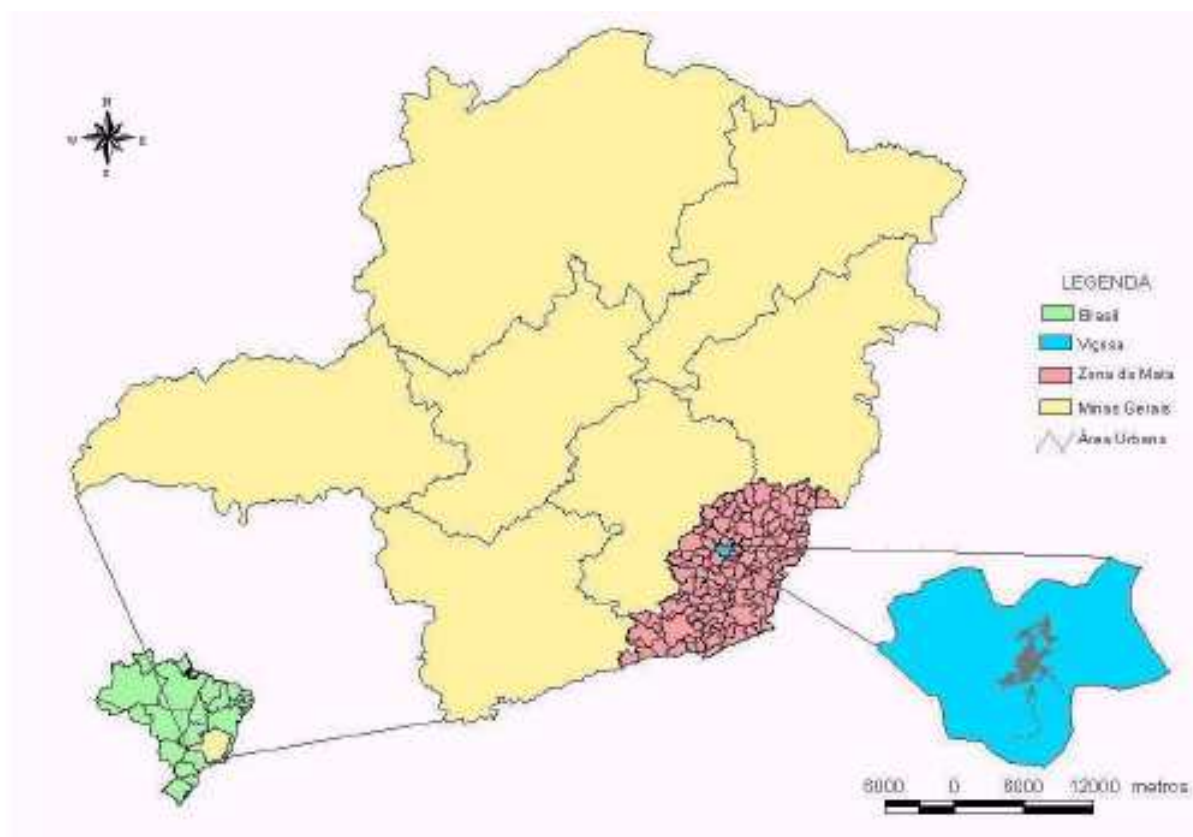 N
E
LEGENDA
Brasil
Viçosa
Zona da Mata
Minas Gerais
Área Urbana
6000 0 6000 12000 metros